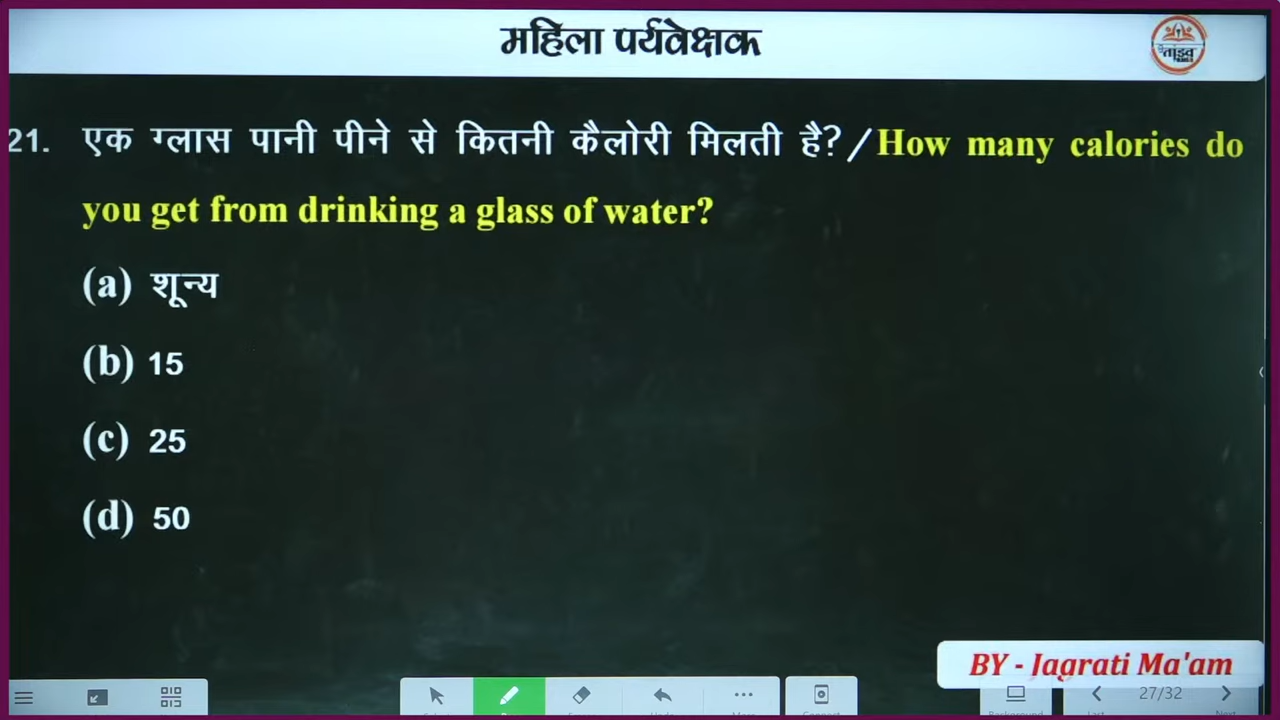 महिला पर्यवेक्षक
21. एक ग्लास पानी पीने से कितनी कैलोरी मिलती है?/How many calories do
you get from drinking a glass of water?
(a) शून्य
(b) 15
(c) 25
(d) 50
BY - Jagrati Ma'am
27/32